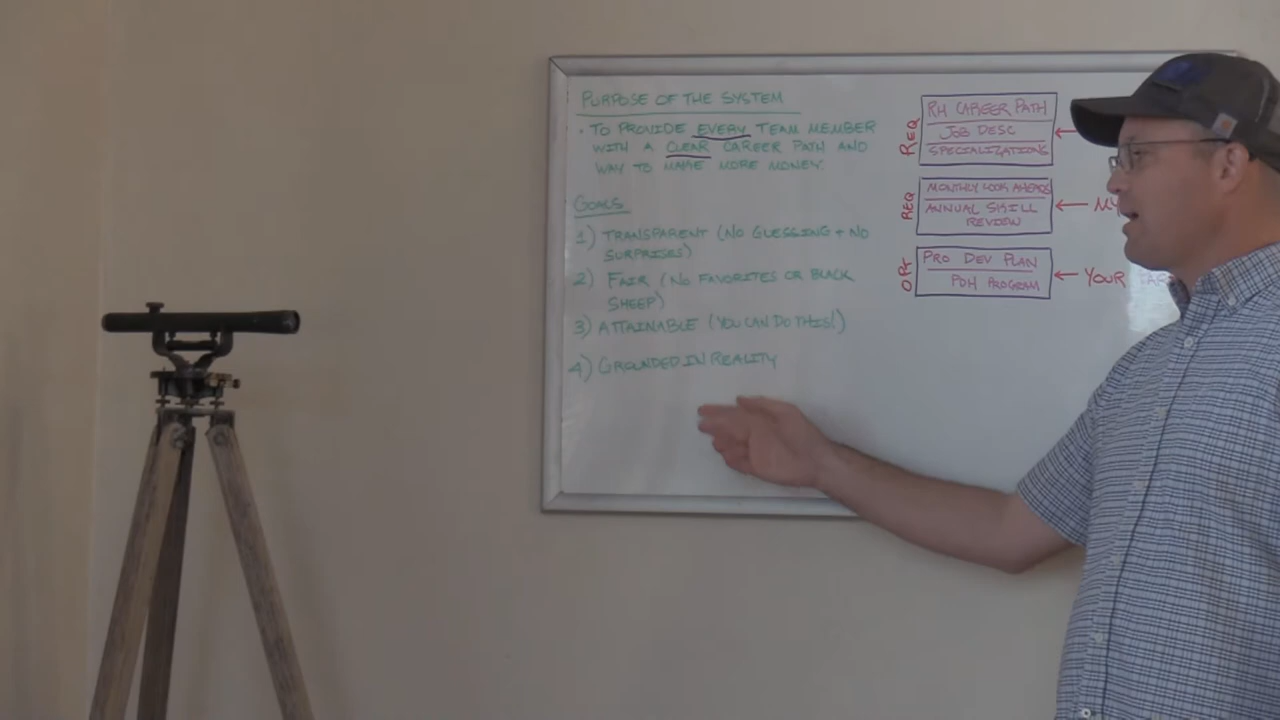 PURPOSE OF THE SYSTEM
• TO PROVIDE EVERY TEAM MEMBER
WITH A CLEAR CAREER PATH AND
WAY TO MAKE MORE MONEY.
GOALS
1) TRANSPARENT (NO GUESSING + NO
SURPRISES)
2) FAIR (NO FAVORITES OR BLACK
SHEEP)
3) ATTAINABLE (YOU CAN DO THIS!)
4) GROUNDED IN REALITY
REQ
RH CAREER PATH
JOB DESC
SPECIALIZATIONS
REQ
MONTHLY LOOK AHEADS
ANNUAL SKILL
REVIEW
← MY
OPT
PRO DEV PLAN
PDH PROGRAM
← YOUR